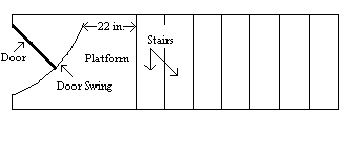 22 in
Stairs
Door
Platform
Door Swing